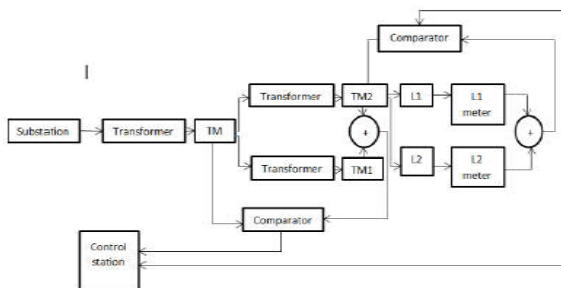 Comparator
Transformer
TM2
L1
L1
meter
Substation
Transformer
TM
+
+
Transformer
TM1
L2
L2
meter
Comparator
Control
station